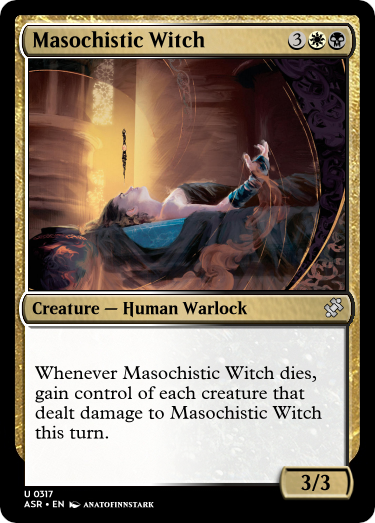 Masochistic Witch 3
Creature — Human Warlock
Whenever Masochistic Witch dies,
gain control of each creature that
dealt damage to Masochistic Witch
this turn.
3/3
U 0317
ASR • EN ANATOFINNSTARK